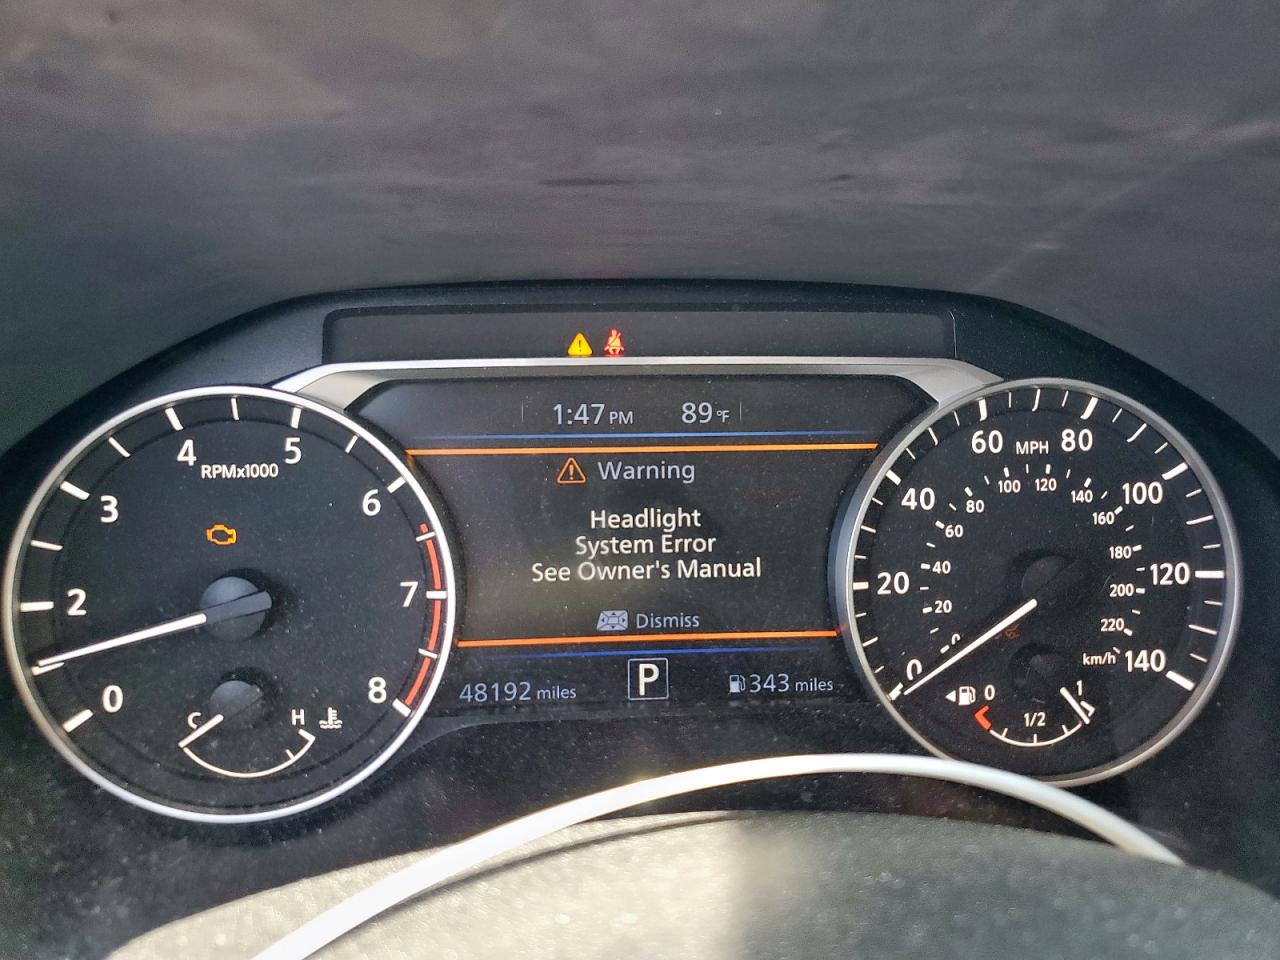 1:47 PM 89°F
Warning
Headlight
System Error
See Owner's Manual
Dismiss
48192 miles P 343 miles
RPMx1000
0 2 3 4 5 6 7 8
C H
MPH
0 20 40 60 80 100 120 140
km/h
0 20 40 60 80 100 120 140 160 180 200 220
0 1/2 1